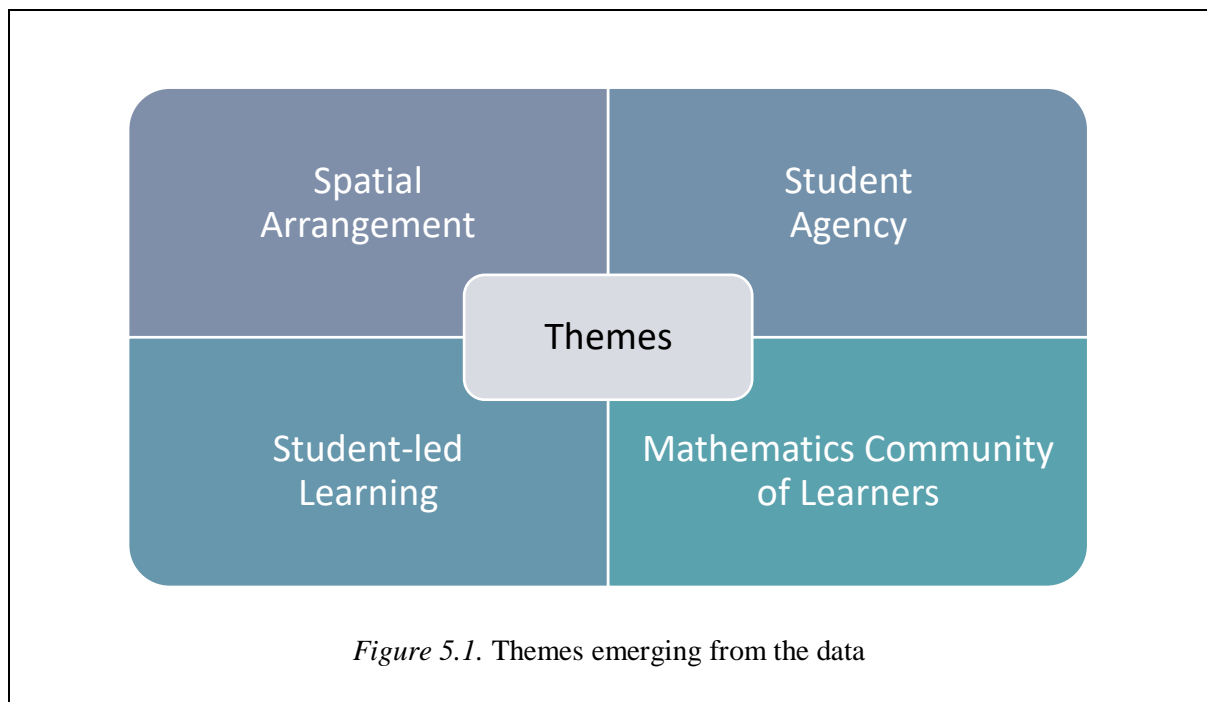 Spatial
Arrangement
Student
Agency
Themes
Student-led
Learning
Mathematics Community
of Learners
Figure 5.1. Themes emerging from the data